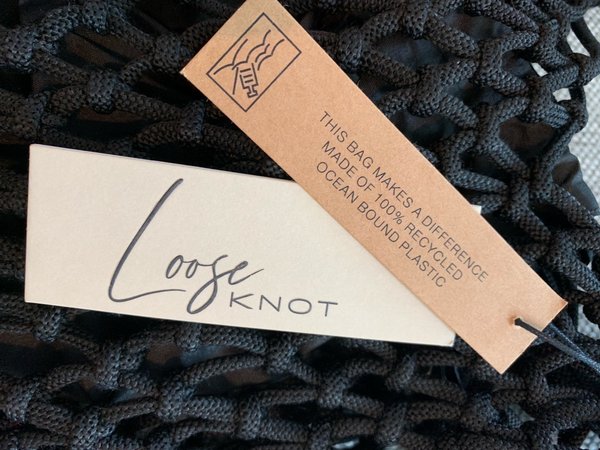 THIS BAG MAKES A DIFFERENCE
MADE OF 100% RECYCLED
OCEAN BOUND PLASTIC
Loose
KNOT